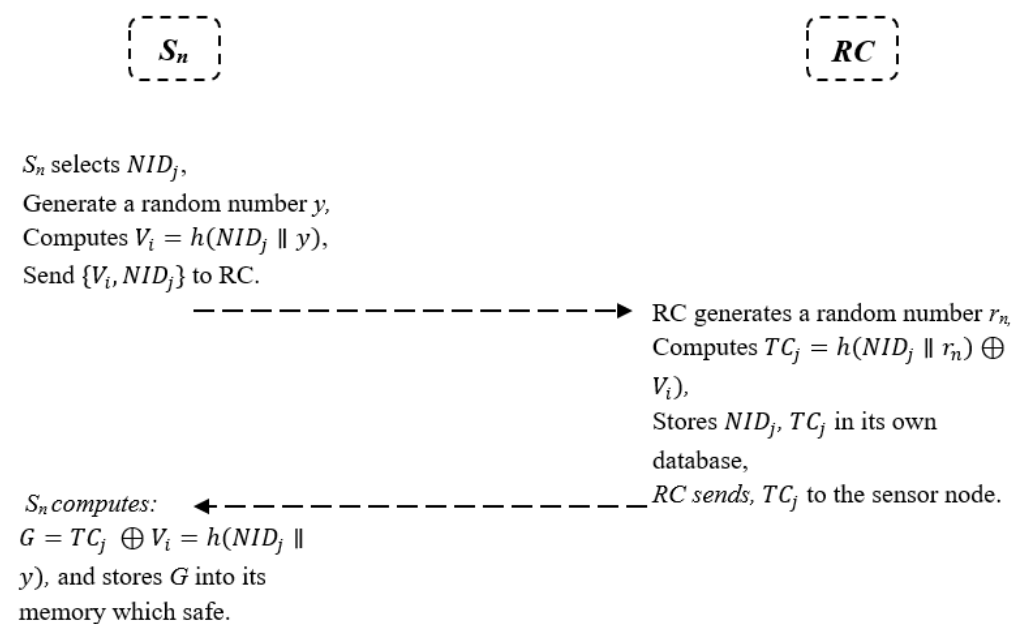 Sₙ
RC
Sₙ selects NIDⱼ,
Generate a random number y,
Computes Vᵢ = h(NIDⱼ ∥ y),
Send {Vᵢ, NIDⱼ} to RC.
RC generates a random number rₙ,
Computes TCⱼ = h(NIDⱼ ∥ rₙ) ⊕
Vᵢ),
Stores NIDⱼ, TCⱼ in its own
database,
RC sends, TCⱼ to the sensor node.
Sₙ computes:
G = TCⱼ ⊕ Vᵢ = h(NIDⱼ ∥
y), and stores G into its
memory which safe.